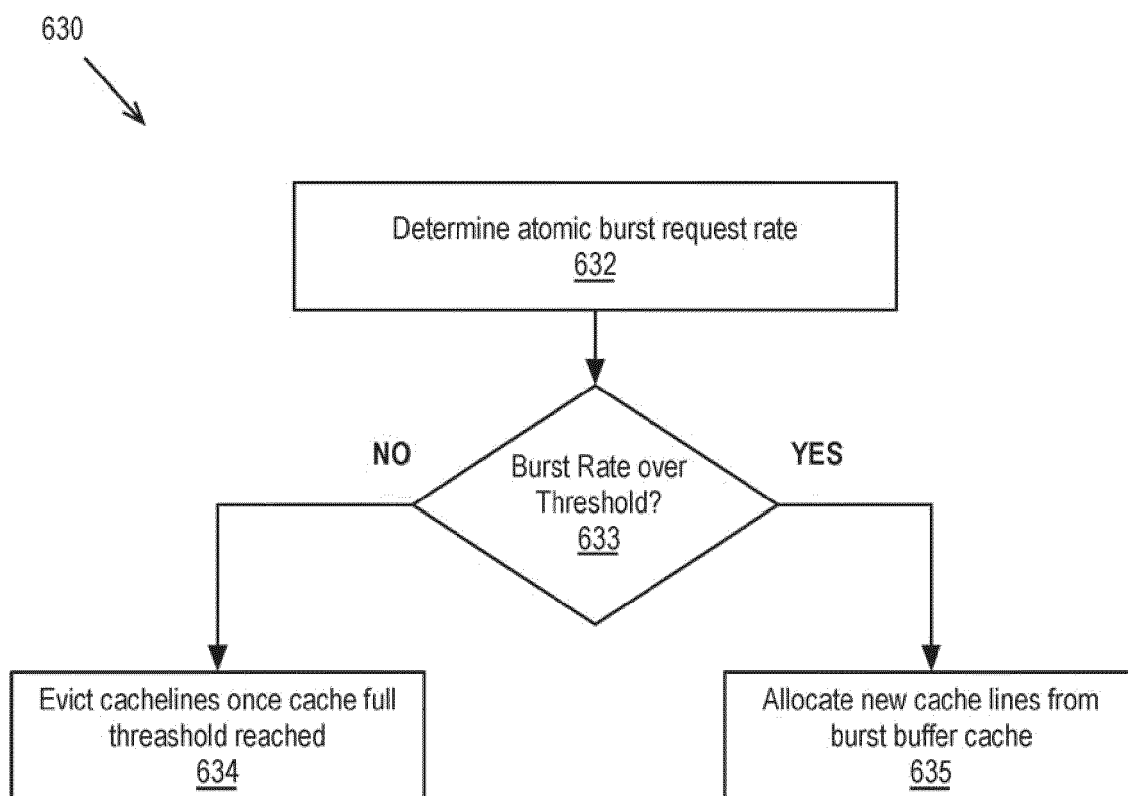 630
Determine atomic burst request rate
632
NO
YES
Burst Rate over
Threshold?
633
Evict cachelines once cache full
threashold reached
634
Allocate new cache lines from
burst buffer cache
635